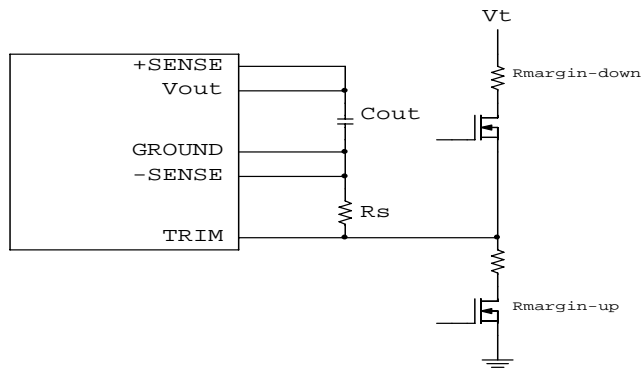 Vt
+SENSE
Rmargin-down
Vout
Cout
GROUND
-SENSE
Rs
TRIM
Rmargin-up